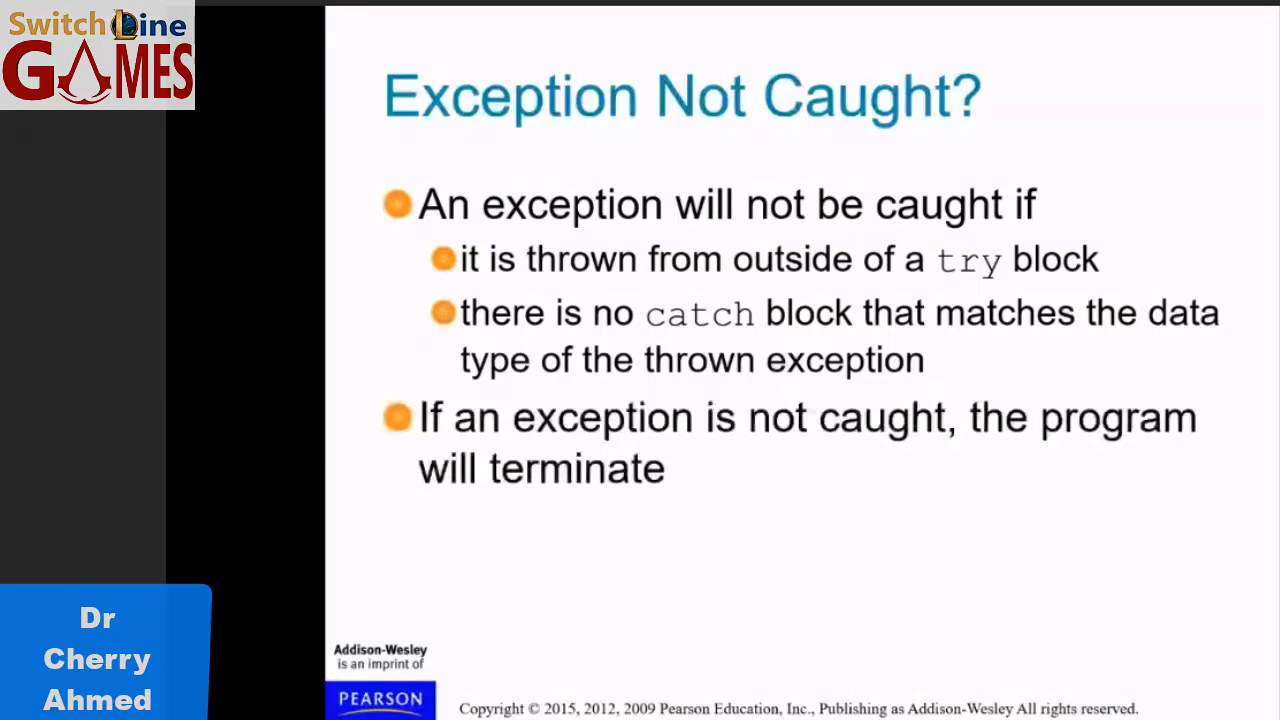 Switch Line
GAMES
Exception Not Caught?
An exception will not be caught if
it is thrown from outside of a try block
there is no catch block that matches the data
type of the thrown exception
If an exception is not caught, the program
will terminate
Dr
Cherry
Ahmed
Addison-Wesley
is an imprint of
PEARSON
Copyright © 2015, 2012, 2009 Pearson Education, Inc., Publishing as Addison-Wesley All rights reserved.